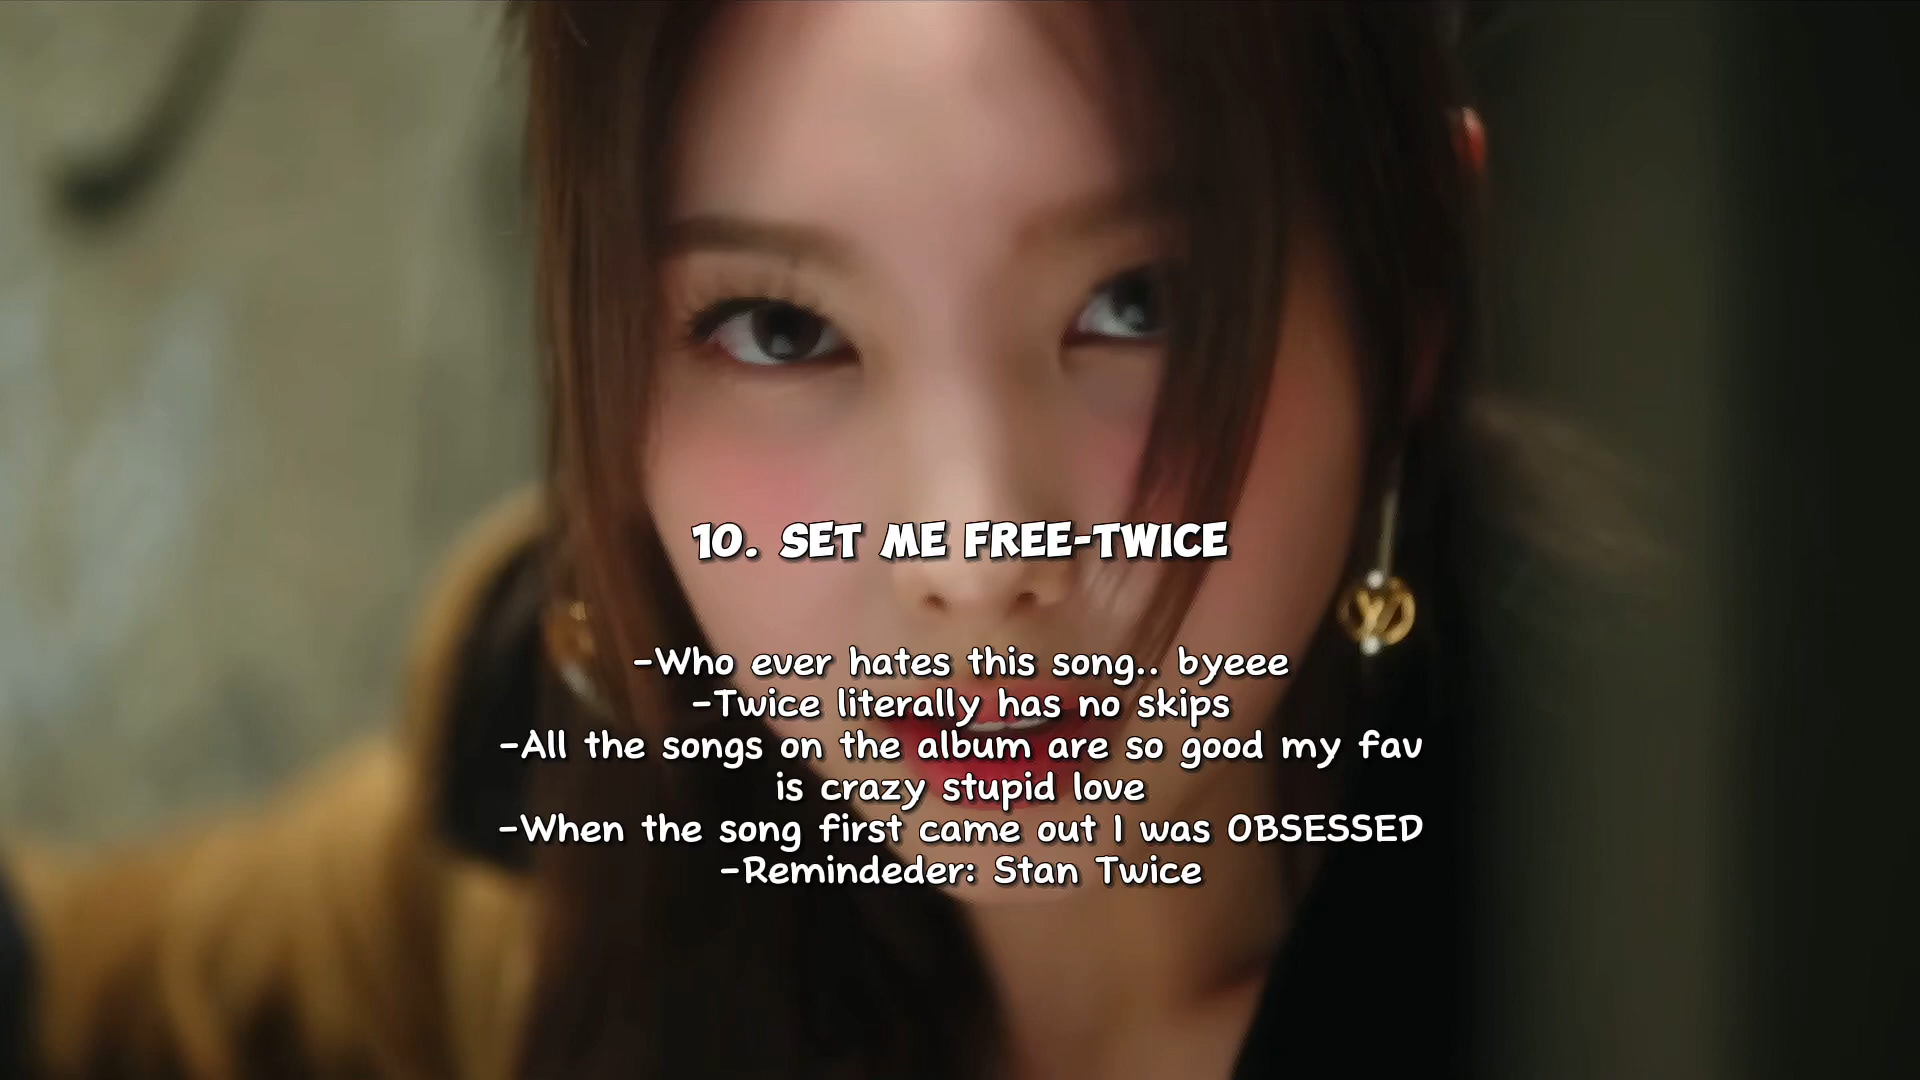 10. SET ME FREE-TWICE
-Who ever hates this song.. byeee
-Twice literally has no skips
-All the songs on the album are so good my fav
is crazy stupid love
-When the song first came out I was OBSESSED
-Remindeder: Stan Twice